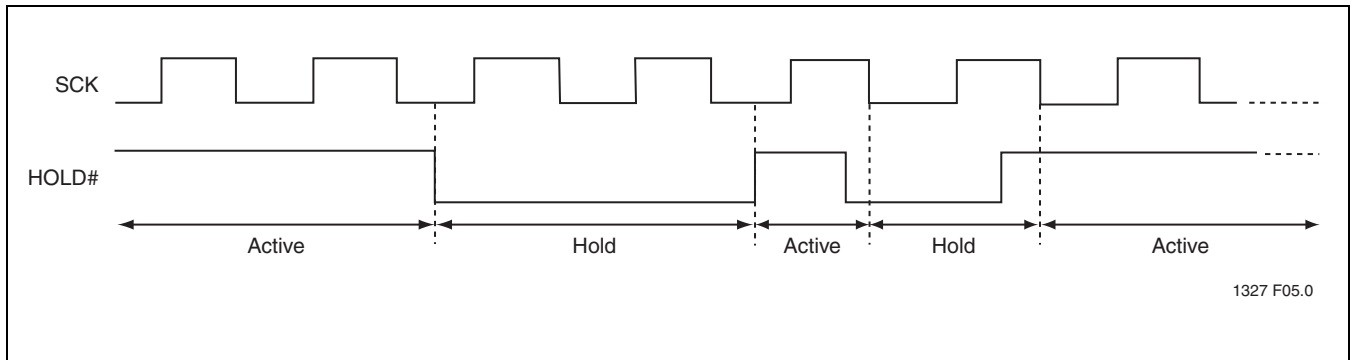 SCK
HOLD#
Active Hold Active Hold Active
1327 F05.0